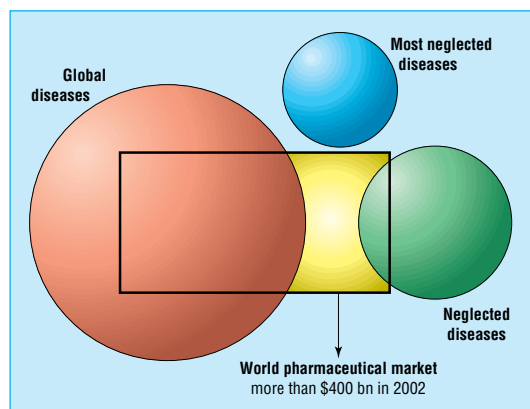 Global
diseases
Most neglected
diseases
Neglected
diseases
World pharmaceutical market
more than $400 bn in 2002